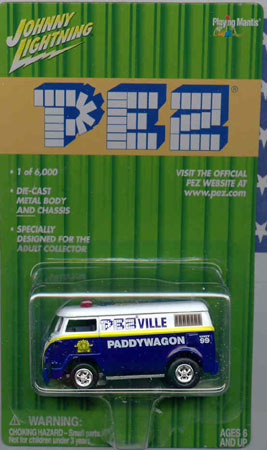 JOHNNY LIGHTNING
Playing Mantis
PEZ®
• 1 of 6,000
• DIE-CAST
METAL BODY
AND CHASSIS
• SPECIALLY
DESIGNED FOR THE
ADULT COLLECTOR
VISIT THE OFFICIAL
PEZ WEBSITE AT
www.pez.com
PEZVILLE
PADDYWAGON
99
⚠ WARNING:
CHOKING HAZARD - Small parts.
Not for children under 3 years.
AGES 6
AND UP